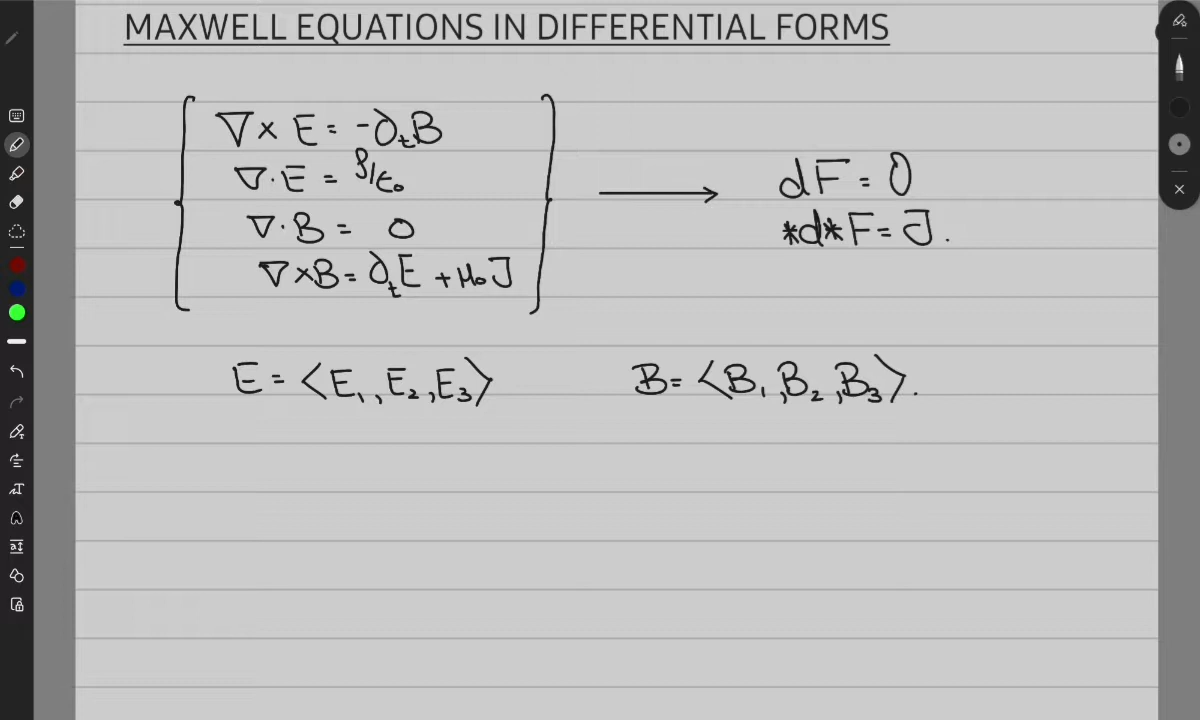 MAXWELL EQUATIONS IN DIFFERENTIAL FORMS
∇× E = -∂ₜB
∇·E = ρ/ε₀
∇·B = 0
∇×B = ∂ₜE + μ₀J
dF = 0
*d*F = J.
E = ⟨E₁, E₂, E₃⟩
B = ⟨B₁, B₂, B₃⟩.